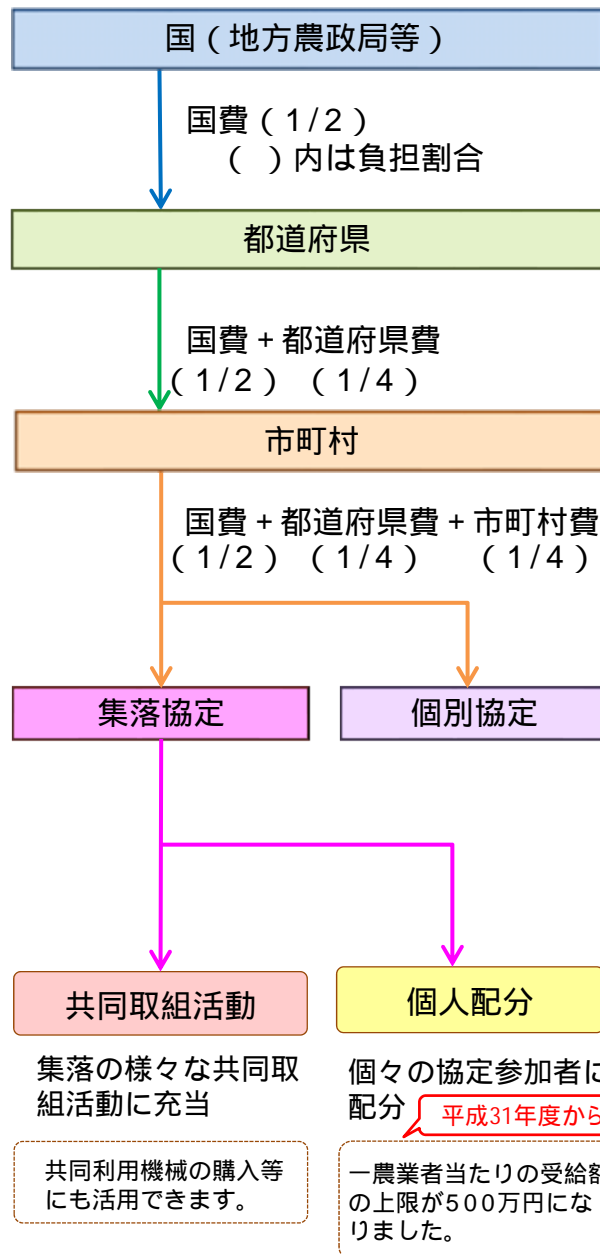 国（地方農政局等）
国費（1/2）
（　）内は負担割合
都道府県
国費＋都道府県費
（1/2）（1/4）
市町村
国費＋都道府県費＋市町村費
（1/2）（1/4）　（1/4）
集落協定
個別協定
共同取組活動
個人配分
集落の様々な共同取
組活動に充当
共同利用機械の購入等
にも活用できます。
個々の協定参加者に
配分
平成31年度から
一農業者当たりの受給額
の上限が500万円にな
りました。